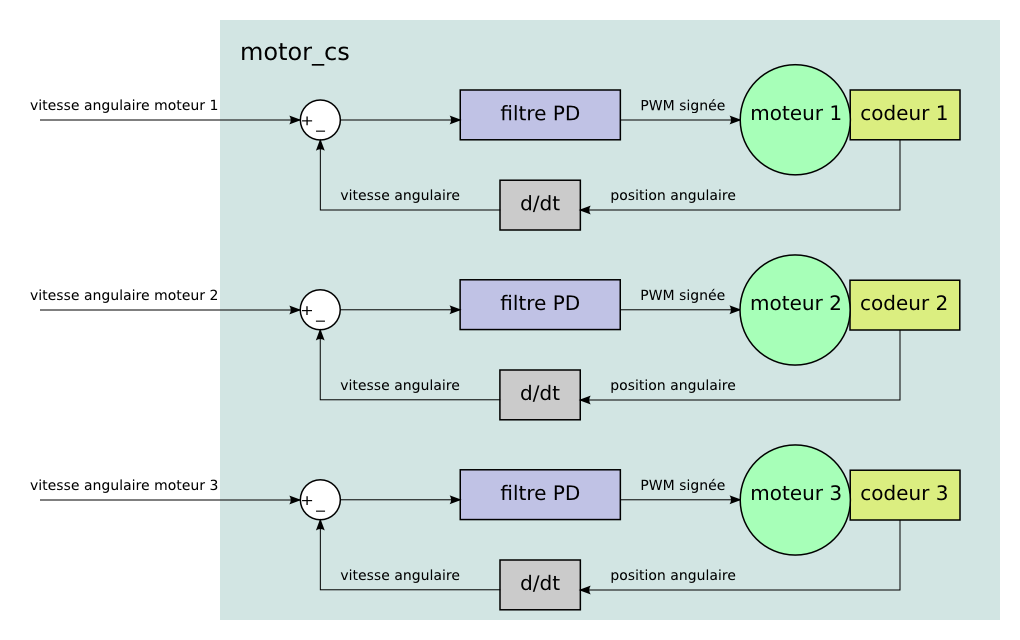 motor_cs
vitesse angulaire moteur 1
+
_
filtre PD
PWM signée
moteur 1
codeur 1
vitesse angulaire
d/dt
position angulaire
vitesse angulaire moteur 2
+
_
filtre PD
PWM signée
moteur 2
codeur 2
vitesse angulaire
d/dt
position angulaire
vitesse angulaire moteur 3
+
_
filtre PD
PWM signée
moteur 3
codeur 3
vitesse angulaire
d/dt
position angulaire